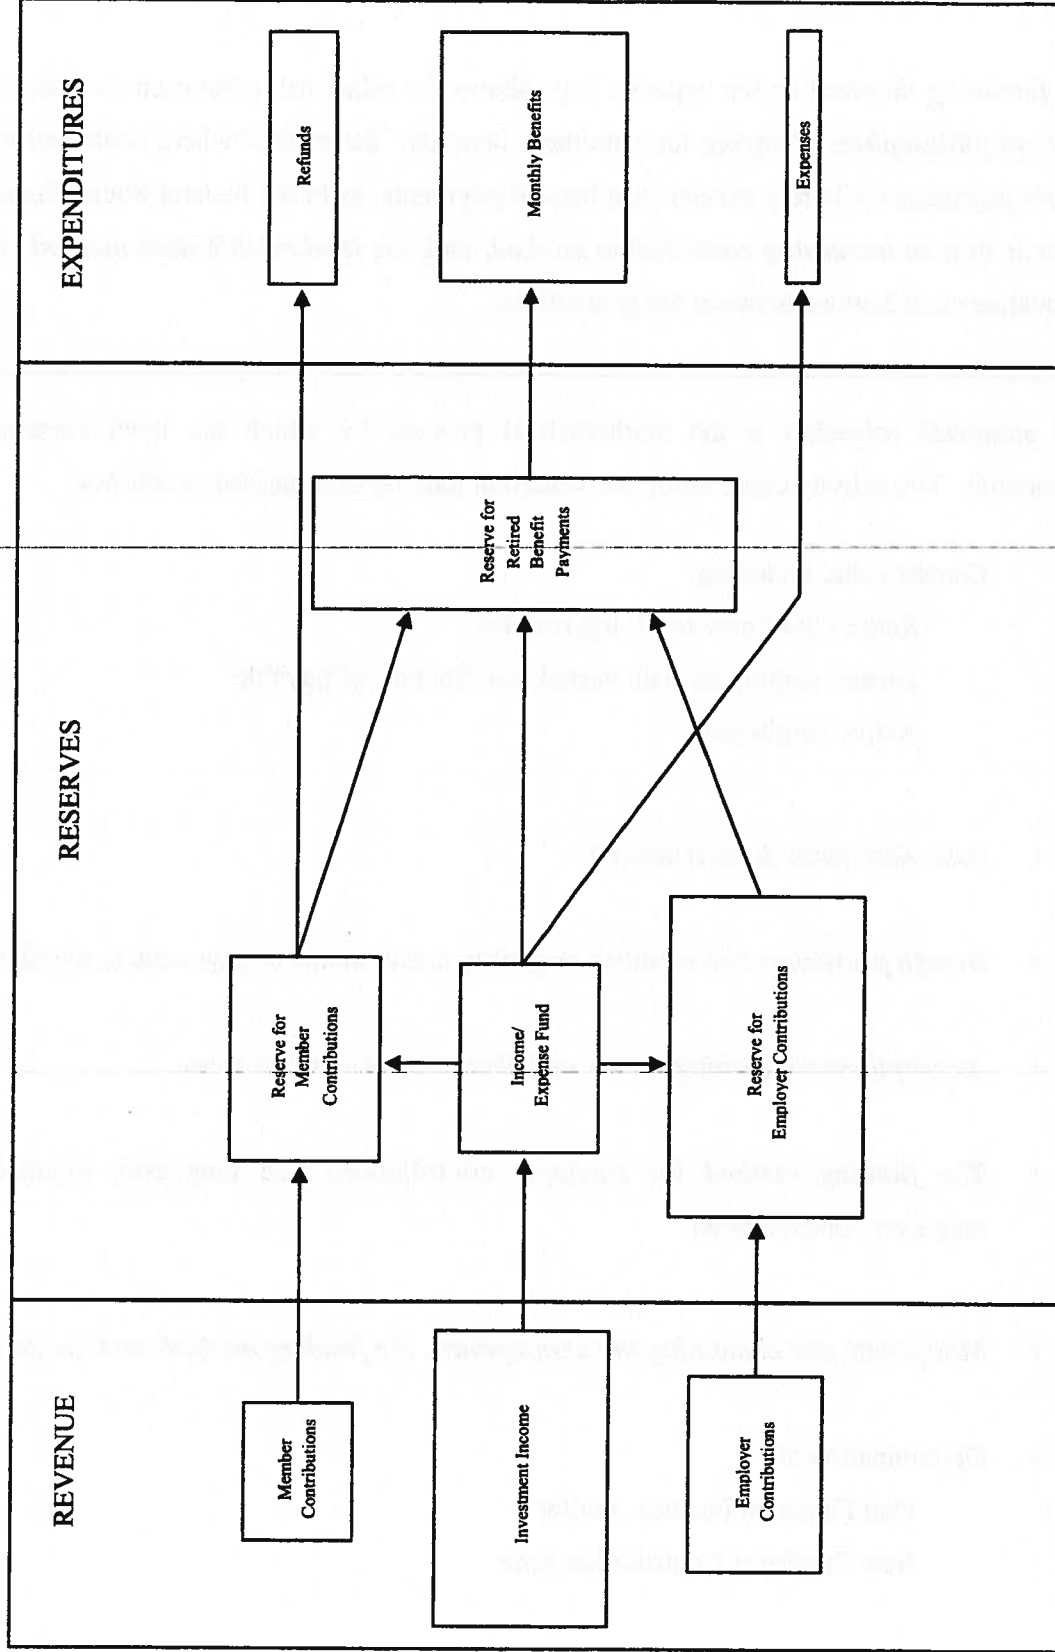 REVENUE
RESERVES
EXPENDITURES
Member
Contributions
Reserve for
Member
Contributions
Refunds
Investment Income
Income/
Expense Fund
Reserve for
Retired
Benefit
Payments
Monthly Benefits
Employer
Contributions
Reserve for
Employer Contributions
Expenses